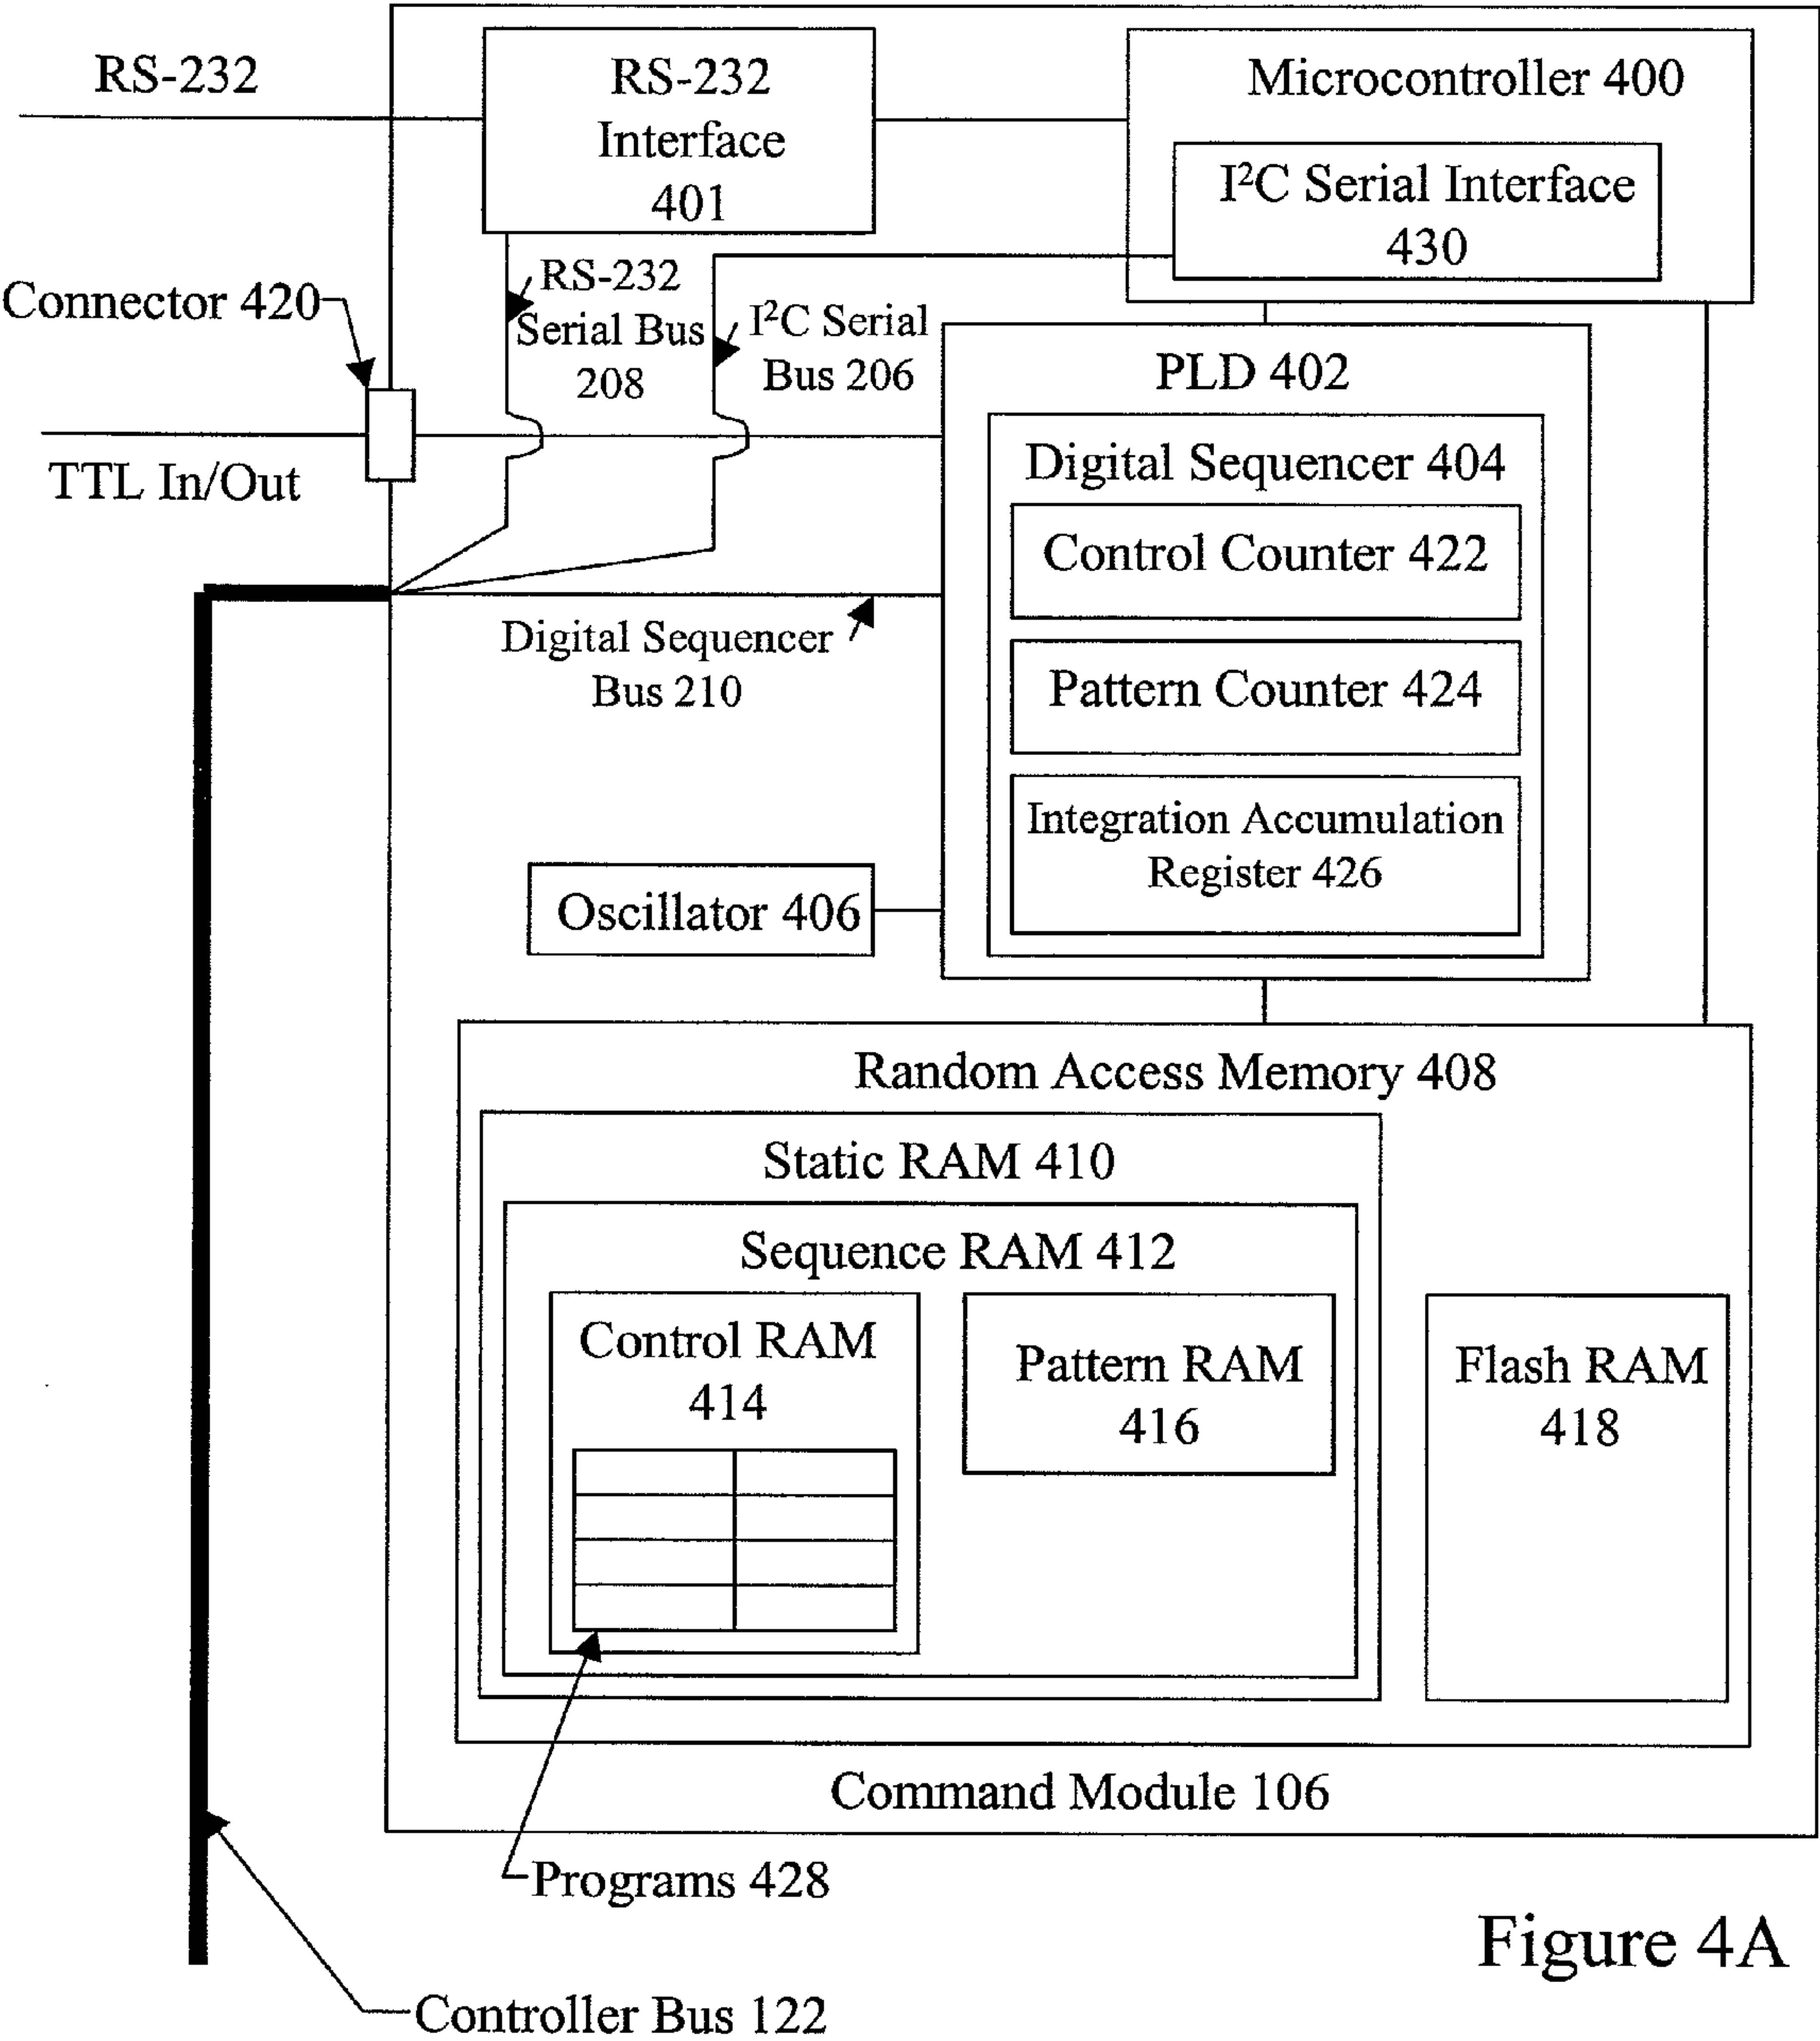 RS-232
RS-232
Interface
401
Microcontroller 400
I²C Serial Interface
430
Connector 420
RS-232
Serial Bus
208
I²C Serial
Bus 206
TTL In/Out
PLD 402
Digital Sequencer 404
Control Counter 422
Pattern Counter 424
Integration Accumulation
Register 426
Digital Sequencer
Bus 210
Oscillator 406
Random Access Memory 408
Static RAM 410
Sequence RAM 412
Control RAM
414
Pattern RAM
416
Flash RAM
418
Command Module 106
Programs 428
Controller Bus 122
Figure 4A